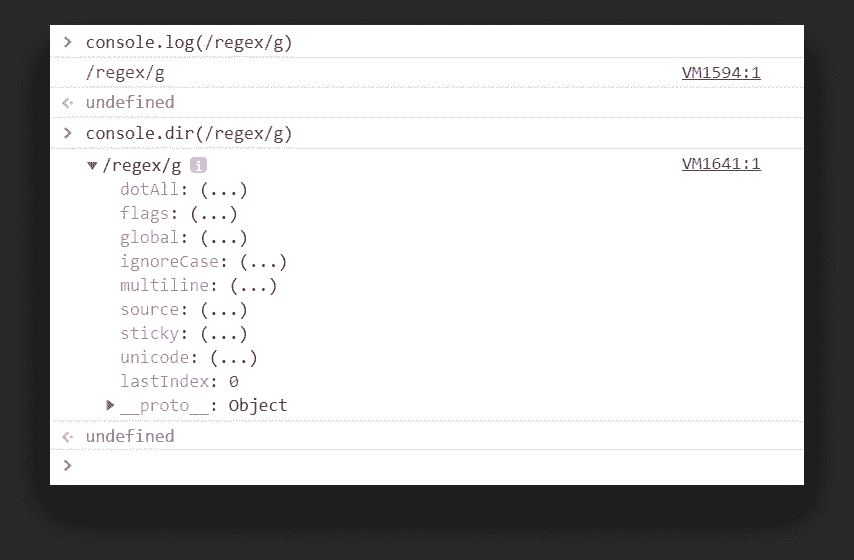 > console.log(/regex/g)
/regex/g VM1594:1
undefined
> console.dir(/regex/g)
/regex/g i VM1641:1
dotAll: (...)
flags: (...)
global: (...)
ignoreCase: (...)
multiline: (...)
source: (...)
sticky: (...)
unicode: (...)
lastIndex: 0
__proto__: Object
undefined
>